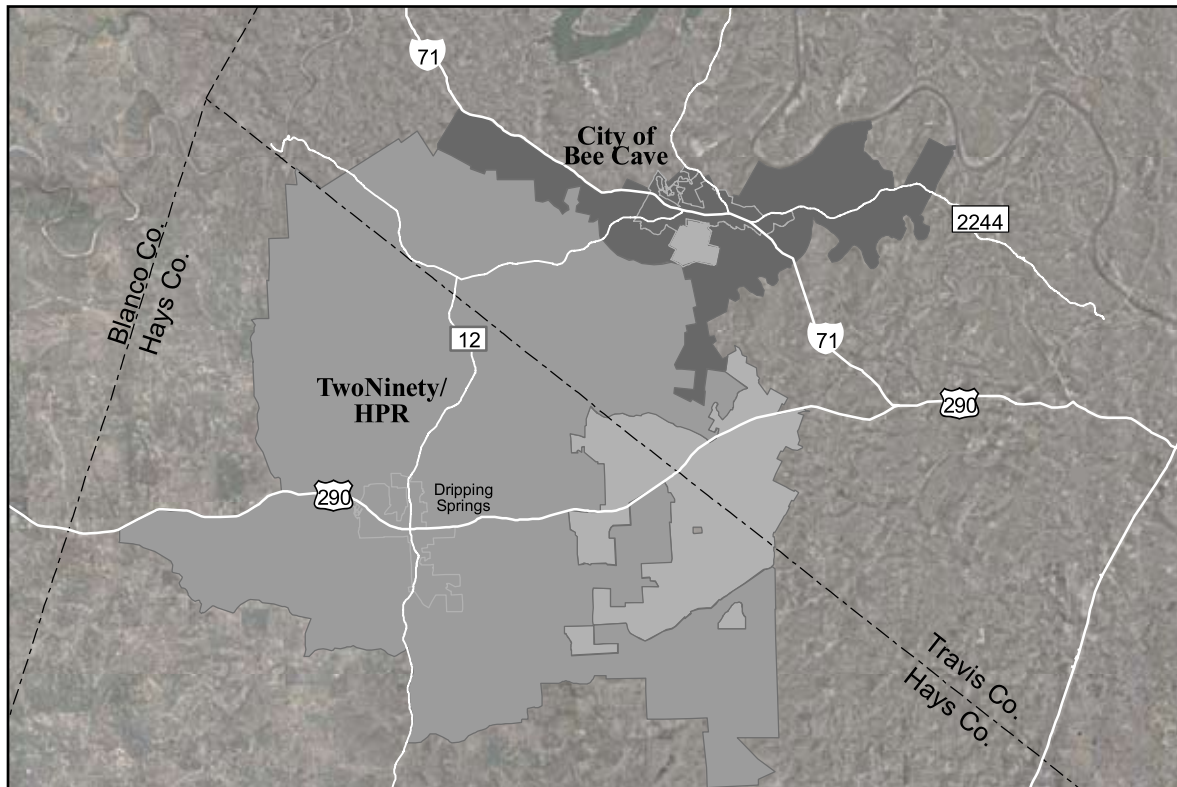 71
City of
Bee Cave
2244
Blanco Co.
Hays Co.
12
71
TwoNinety/
HPR
290
290
Dripping
Springs
Travis Co.
Hays Co.